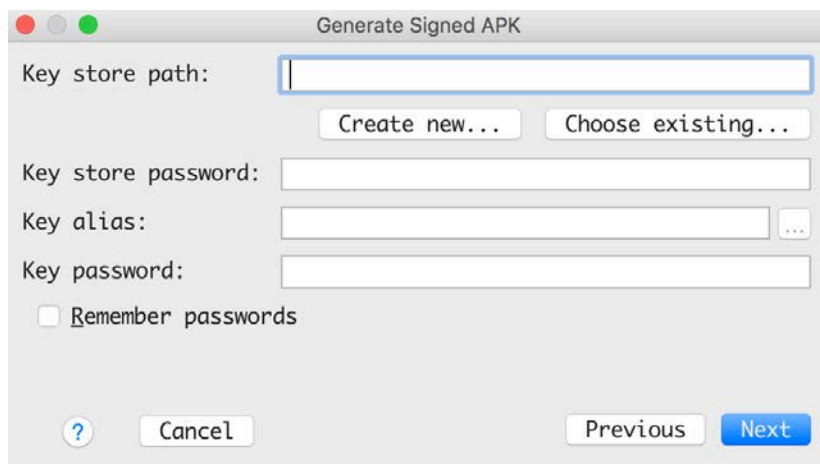 Generate Signed APK
Key store path:
Create new... Choose existing...
Key store password:
Key alias: ...
Key password:
Remember passwords
? Cancel Previous Next